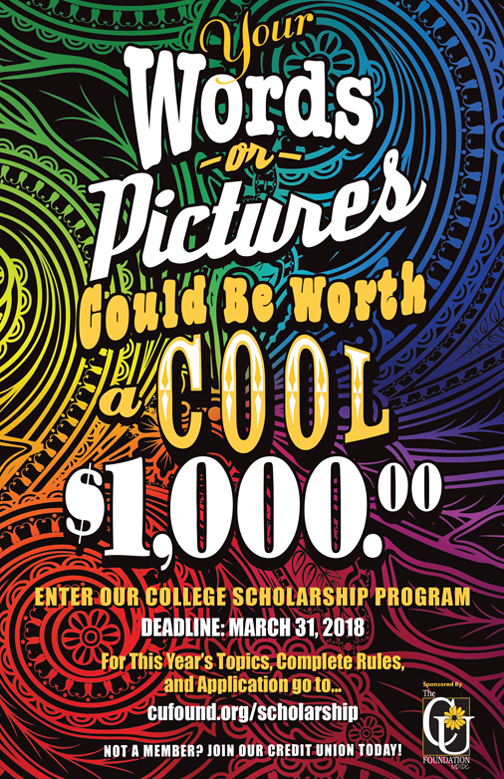 Your
Words
or
Pictures
Could Be Worth
a COOL
$1,000.00
ENTER OUR COLLEGE SCHOLARSHIP PROGRAM
DEADLINE: MARCH 31, 2018
For This Year's Topics, Complete Rules,
and Application go to...
cufound.org/scholarship
NOT A MEMBER? JOIN OUR CREDIT UNION TODAY!
Sponsored By
The
CU
FOUNDATION
MD|DC